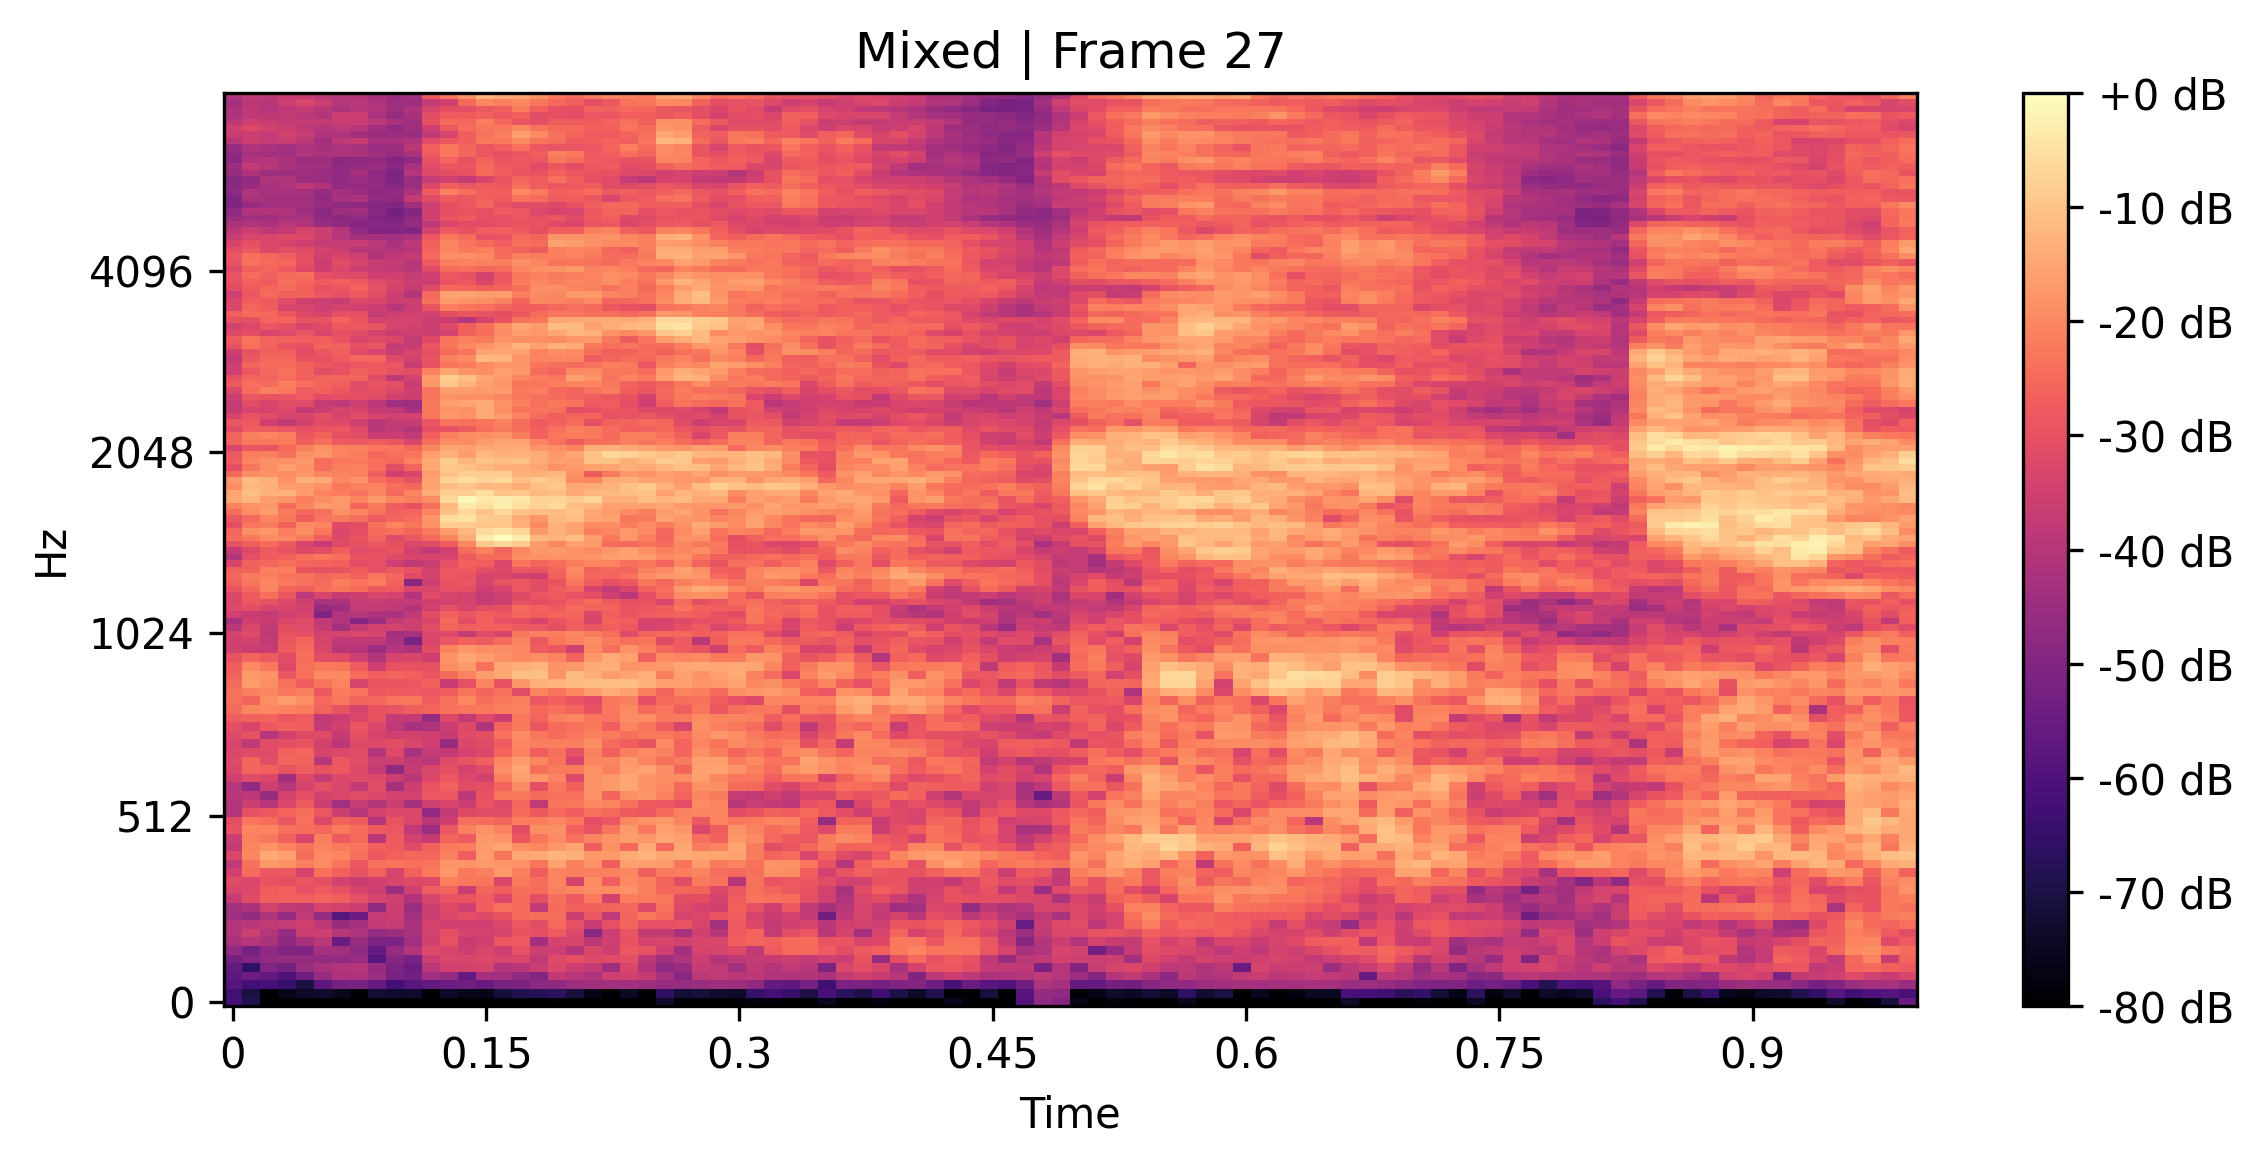 Mixed | Frame 27
+0 dB
-10 dB
-20 dB
-30 dB
-40 dB
-50 dB
-60 dB
-70 dB
-80 dB
4096
2048
1024
512
0
Hz
0 0.15 0.3 0.45 0.6 0.75 0.9
Time